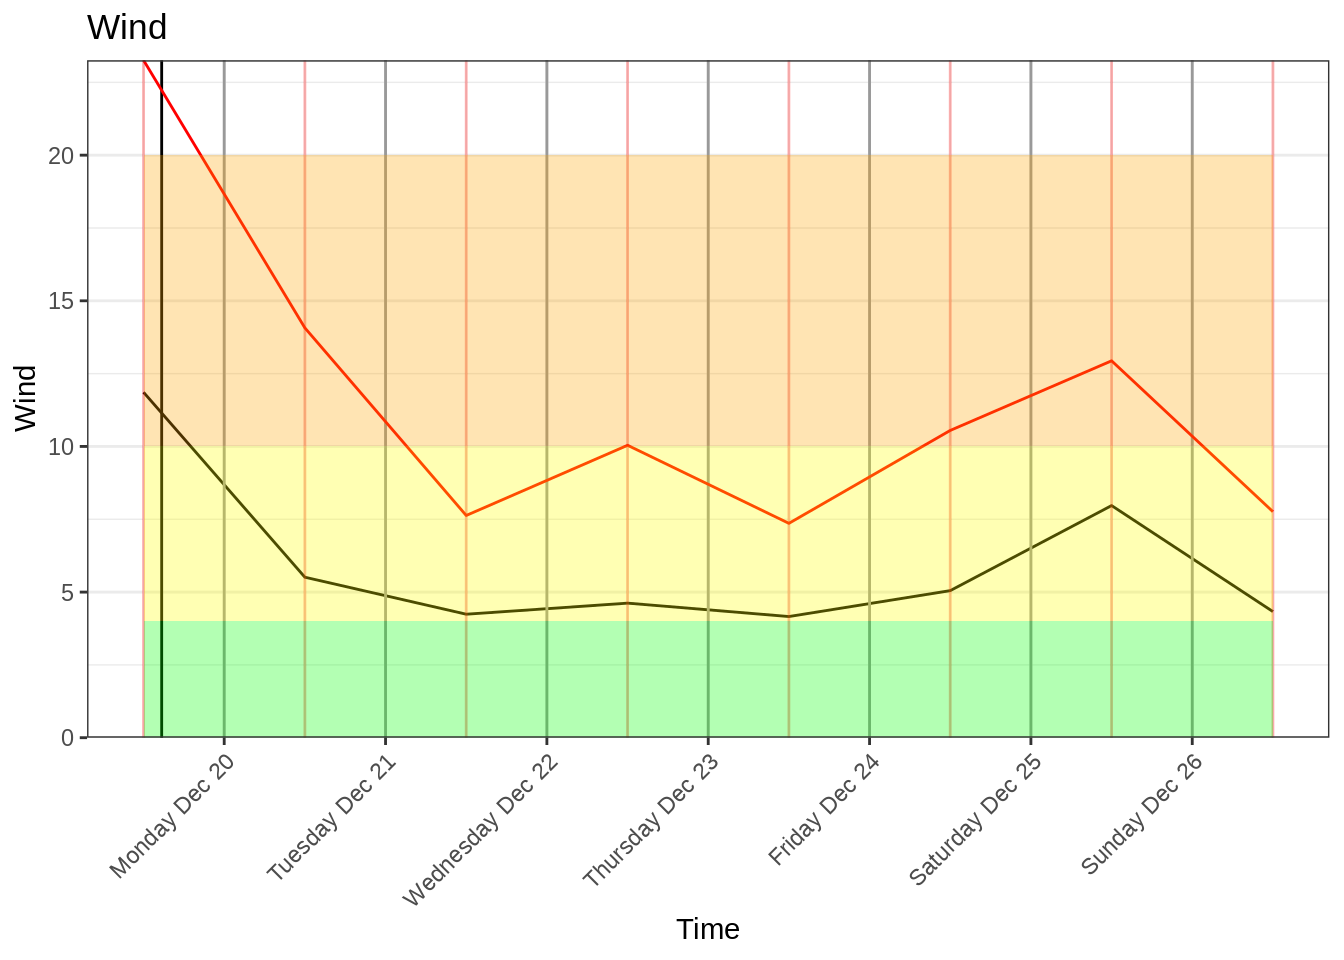 Wind
Wind
20
15
10
5
0
Monday Dec 20
Tuesday Dec 21
Wednesday Dec 22
Thursday Dec 23
Friday Dec 24
Saturday Dec 25
Sunday Dec 26
Time